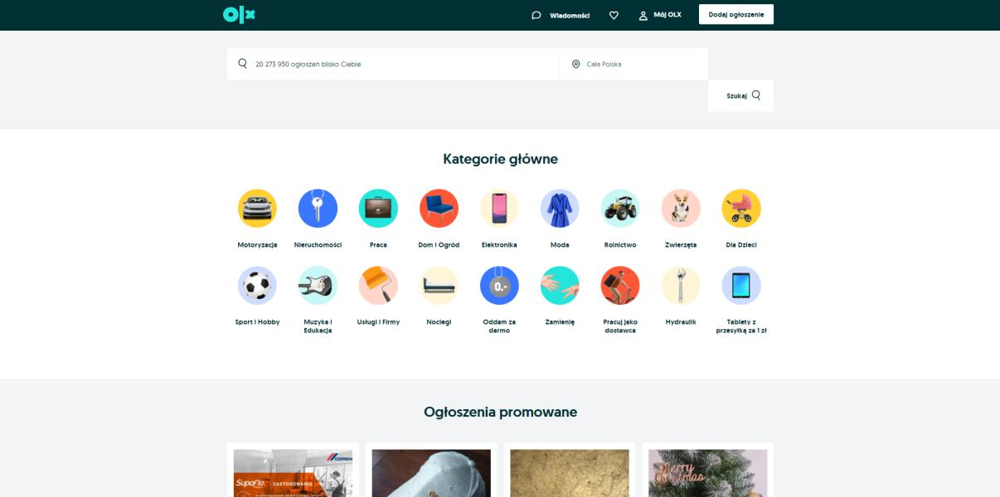 olx
Wiadomości
Mój OLX
Dodaj ogłoszenie
20 273 950 ogłoszeń blisko Ciebie
Cała Polska
Szukaj
Kategorie główne
Motoryzacja
Nieruchomości
Praca
Dom i Ogród
Elektronika
Moda
Rolnictwo
Zwierzęta
Dla Dzieci
0.-
Sport i Hobby
Muzyka i
Edukacja
Usługi i Firmy
Noclegi
Oddam za
darmo
Zamienię
Pracuj jako
dostawca
Hydraulik
Tablety z
przesyłką za 1 zł
Ogłoszenia promowane
CEMEX
Supaflo
- ZASTOSOWANIA
Merry
Christmas